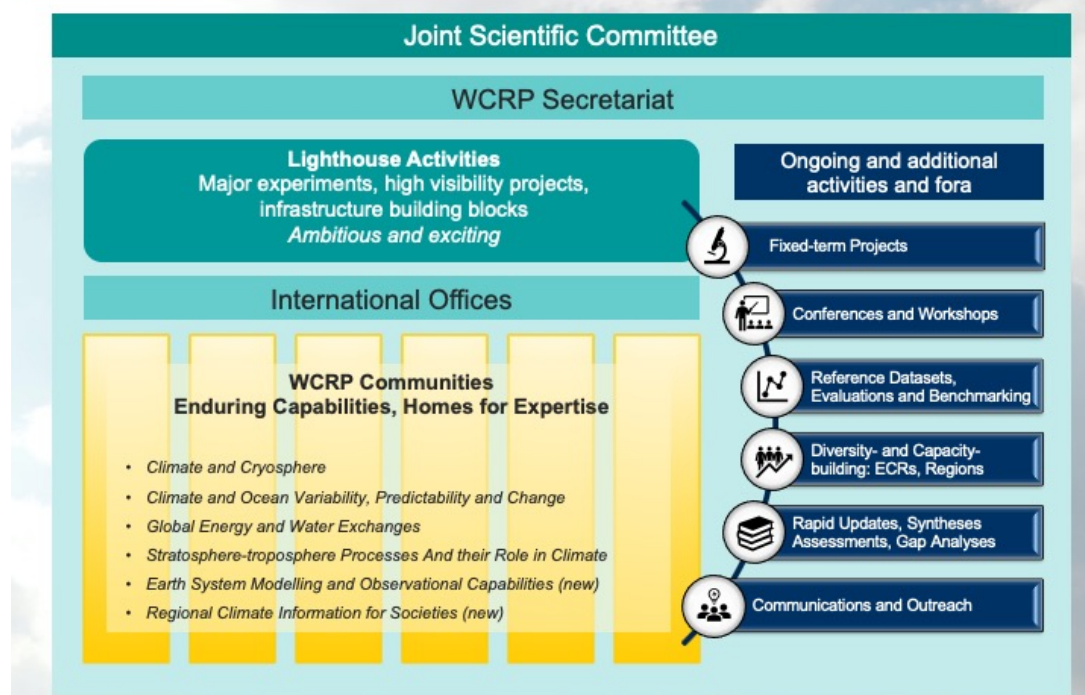 Joint Scientific Committee
WCRP Secretariat
Lighthouse Activities
Major experiments, high visibility projects,
infrastructure building blocks
Ambitious and exciting
International Offices
WCRP Communities
Enduring Capabilities, Homes for Expertise
• Climate and Cryosphere
• Climate and Ocean Variability, Predictability and Change
• Global Energy and Water Exchanges
• Stratosphere-troposphere Processes And their Role in Climate
• Earth System Modelling and Observational Capabilities (new)
• Regional Climate Information for Societies (new)
Ongoing and additional
activities and fora
Fixed-term Projects
Conferences and Workshops
Reference Datasets,
Evaluations and Benchmarking
Diversity- and Capacity-
building: ECRs, Regions
Rapid Updates, Syntheses
Assessments, Gap Analyses
Communications and Outreach